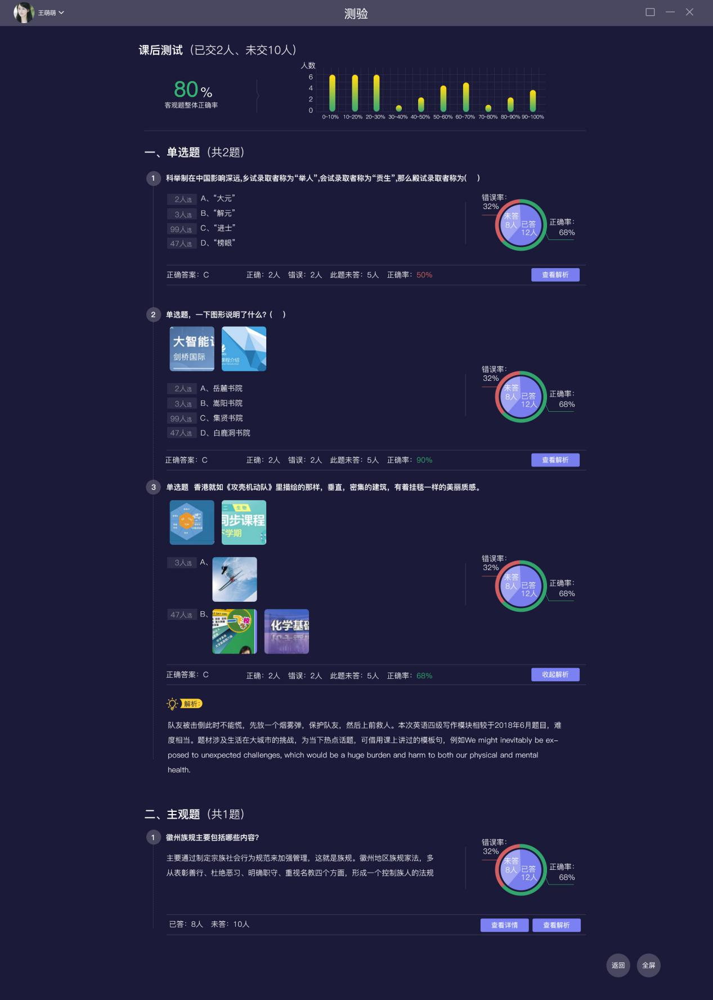 王萌萌
测验
课后测试（已交2人、未交10人）
80%
客观题整体正确率
人数
6
4
2
0
0~10% 10~20% 20~30% 30~40% 40~50% 50~60% 60~70% 70~80% 80~90% 90~100%
一、单选题（共2题）
1 科举制在中国影响深远,乡试录取者称为“举人”,会试录取者称为“贡生”,那么殿试录取者称为( )
2人选 A、“大元”
3人选 B、“解元”
99人选 C、“进士”
47人选 D、“榜眼”
错误率：
32%
未答
8人
已答
12人
正确率：
68%
正确答案：C 正确：2人 错误：2人 此题未答：5人 正确率：50% 查看解析
2 单选题，一下图形说明了什么？( )
大智能
剑桥国际
课程介绍
2人选 A、岳麓书院
3人选 B、嵩阳书院
99人选 C、集贤书院
47人选 D、白鹿洞书院
错误率：
32%
未答
8人
已答
12人
正确率：
68%
正确答案：C 正确：2人 错误：2人 此题未答：5人 正确率：90% 查看解析
3 单选题 香港就如《攻壳机动队》里描绘的那样，垂直，密集的建筑，有着挂毯一样的美丽质感。
生物
同步课程
下学期
3人选 A、
47人选 B、
化学基础
错误率：
32%
未答
8人
已答
12人
正确率：
68%
正确答案：C 正确：2人 错误：2人 此题未答：5人 正确率：68% 收起解析
解析：
队友被击倒此时不能慌，先放一个烟雾弹，保护队友，然后上前救人。本次英语四级写作模块相较于2018年6月题目，难
度相当。题材涉及生活在大城市的挑战，为当下热点话题，可借用课上讲过的模板句，例如We might inevitably be ex-
posed to unexpected challenges, which would be a huge burden and harm to both our physical and mental
health.
二、主观题（共1题）
1 徽州族规主要包括哪些内容？
主要通过制定宗族社会行为规范来加强管理，这就是族规。徽州地区族规家法，多
从表彰善行、杜绝恶习、明确职守、重视名教四个方面，形成一个控制族人的法规
错误率：
32%
未答
8人
已答
12人
正确率：
68%
已答：8人 未答：10人 查看详情 查看解析
返回 全屏